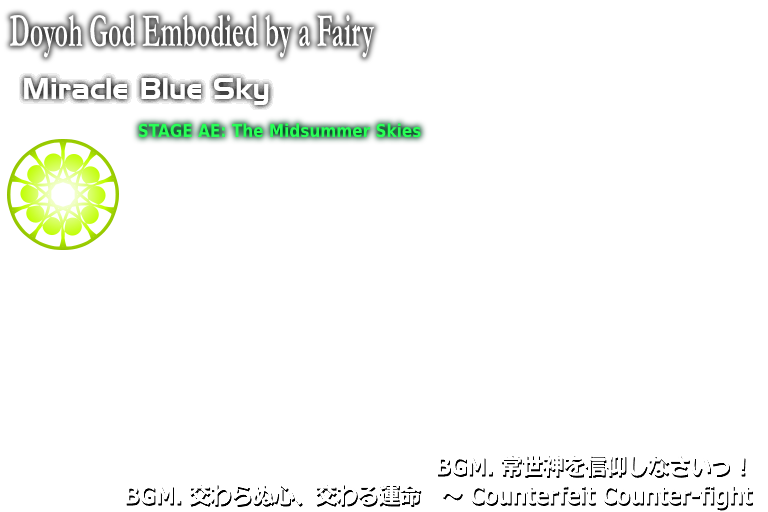 Doyoh God Embodied by a Fairy
Miracle Blue Sky
STAGE AE: The Midsummer Skies
BGM. 常世神を信仰しなさいっ！
BGM. 交わらぬ心、交わる運命　～ Counterfeit Counter-fight